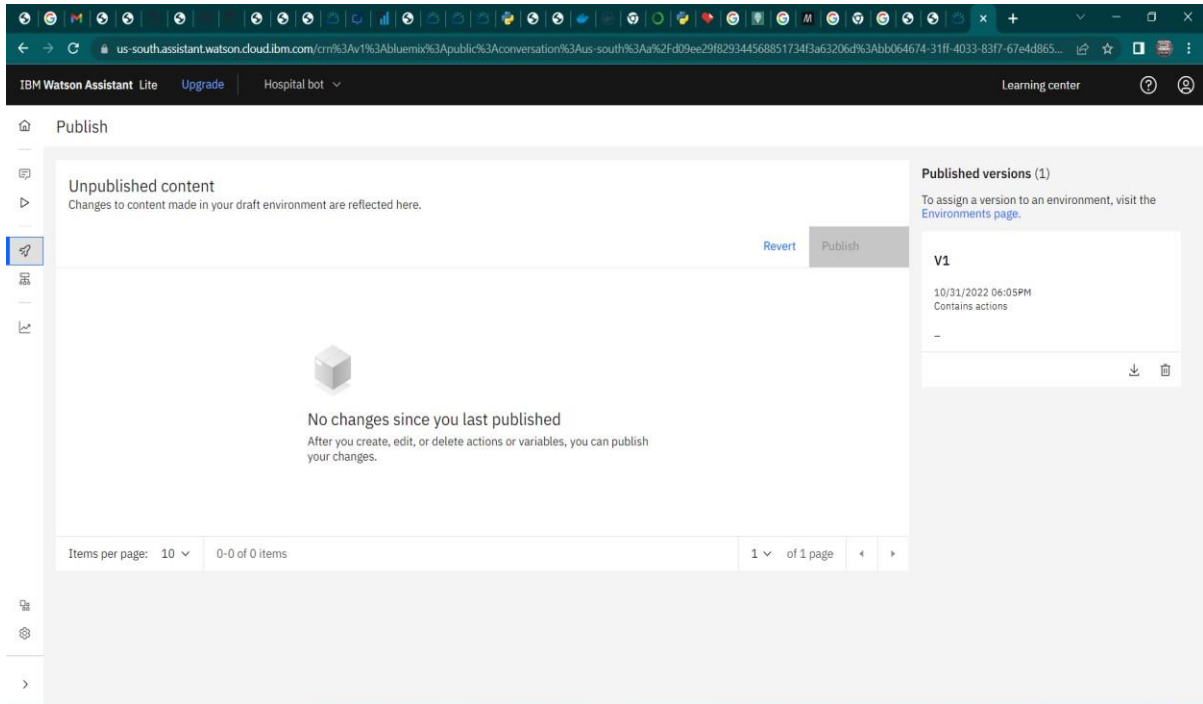 us-south.assistant.watson.cloud.ibm.com/crn%3Av1%3Abluemix%3Apublic%3Aconversation%3Aus-south%3Aa%2Fd09ee29f829344568851734f3a63206d%3Abb064674-31ff-4033-83f7-67e4d865...
IBM Watson Assistant Lite Upgrade Hospital bot Learning center
Publish
Unpublished content
Changes to content made in your draft environment are reflected here.
Revert Publish
No changes since you last published
After you create, edit, or delete actions or variables, you can publish
your changes.
Items per page: 10 0-0 of 0 items 1 of 1 page
Published versions (1)
To assign a version to an environment, visit the
Environments page.
V1
10/31/2022 06:05PM
Contains actions
–